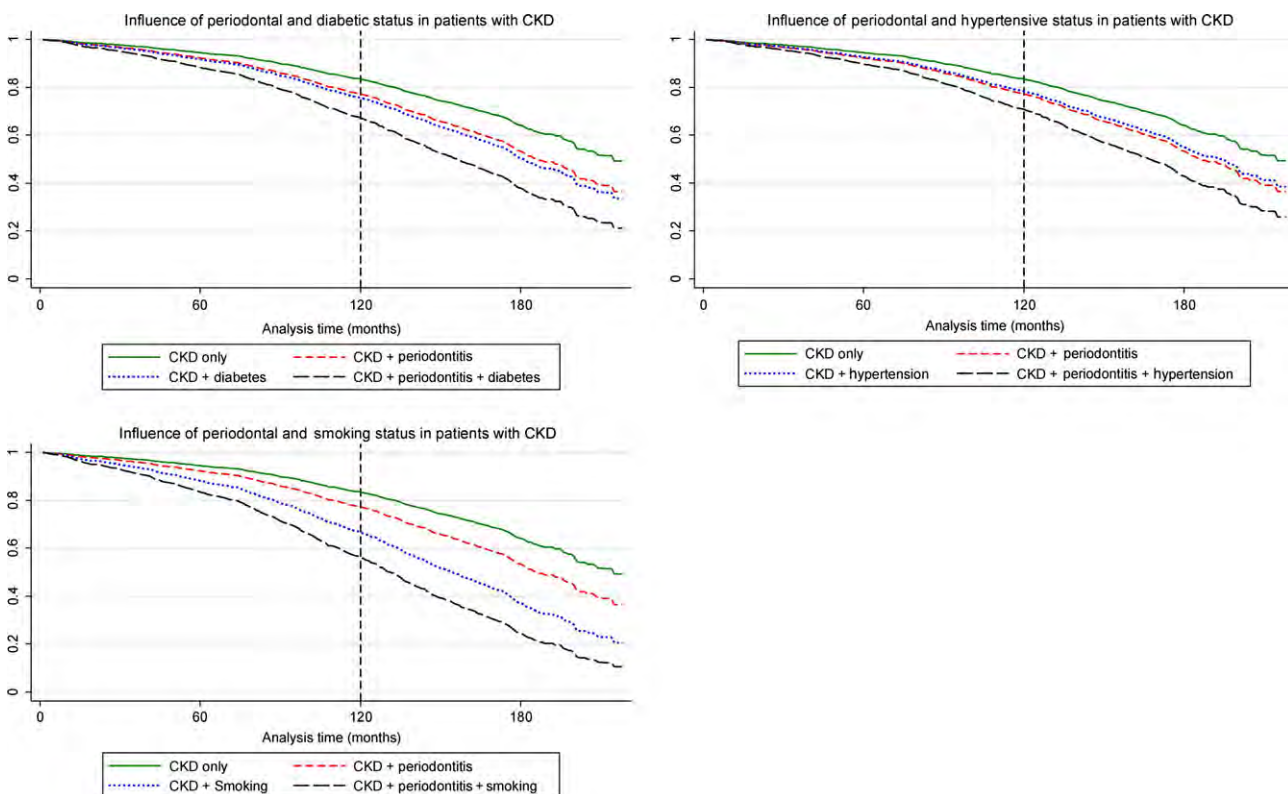 Influence of periodontal and diabetic status in patients with CKD
1
0.8
0.6
0.4
0.2
0
0 60 120 180
Analysis time (months)
CKD only CKD + periodontitis
CKD + diabetes CKD + periodontitis + diabetes
Influence of periodontal and hypertensive status in patients with CKD
1
0.8
0.6
0.4
0.2
0
0 60 120 180
Analysis time (months)
CKD only CKD + periodontitis
CKD + hypertension CKD + periodontitis + hypertension
Influence of periodontal and smoking status in patients with CKD
1
0.8
0.6
0.4
0.2
0
0 60 120 180
Analysis time (months)
CKD only CKD + periodontitis
CKD + Smoking CKD + periodontitis + smoking